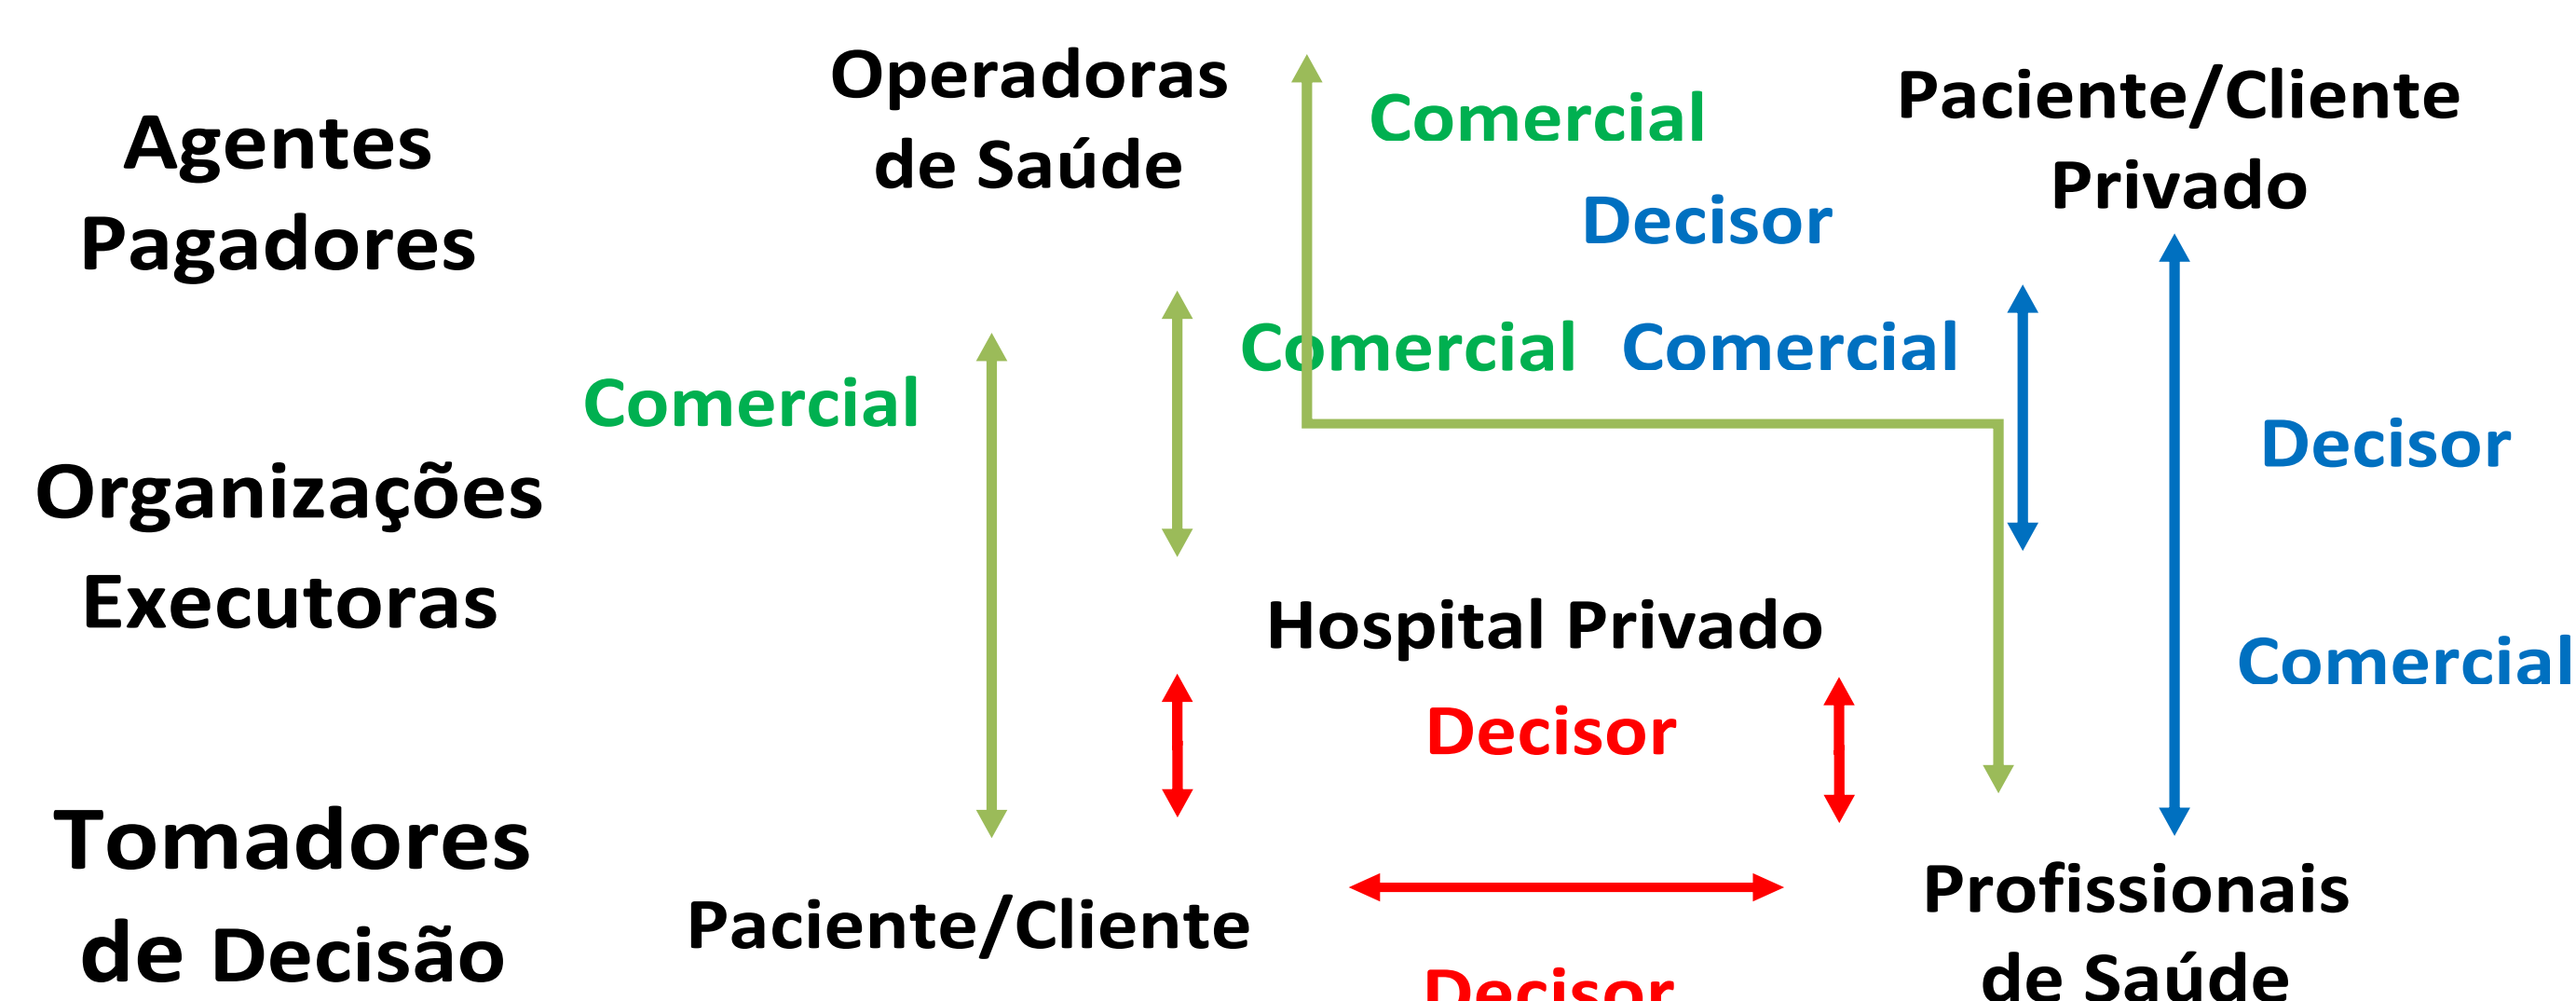 Operadoras
de Saúde
Comercial
Paciente/Cliente
Privado
Agentes
Pagadores
Decisor
Comercial
Comercial
Comercial
Decisor
Organizações
Executoras
Hospital Privado
Comercial
Decisor
Tomadores
de Decisão
Paciente/Cliente
Profissionais
de Saúde
Decisor